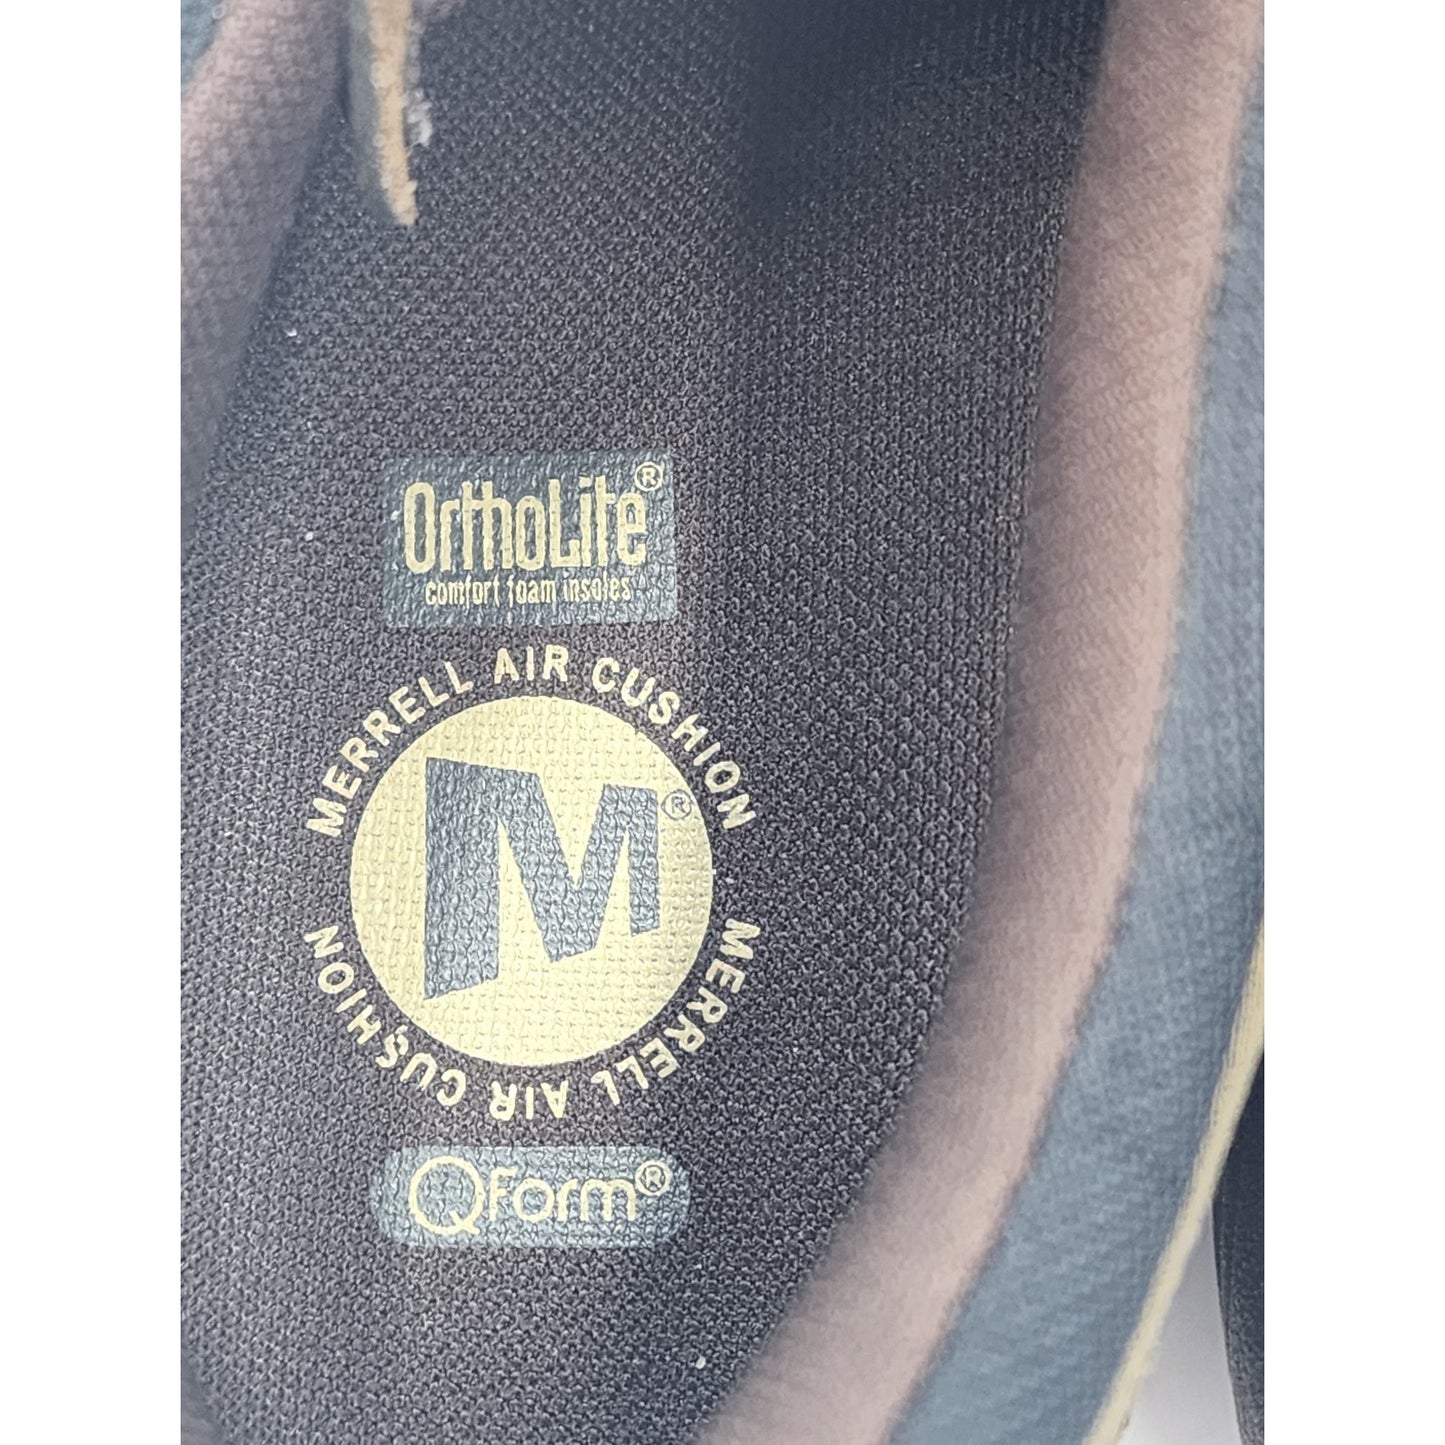 OrthoLite®
comfort foam insoles
MERRELL AIR CUSHION
M®
MERRELL AIR CUSHION
QForm®